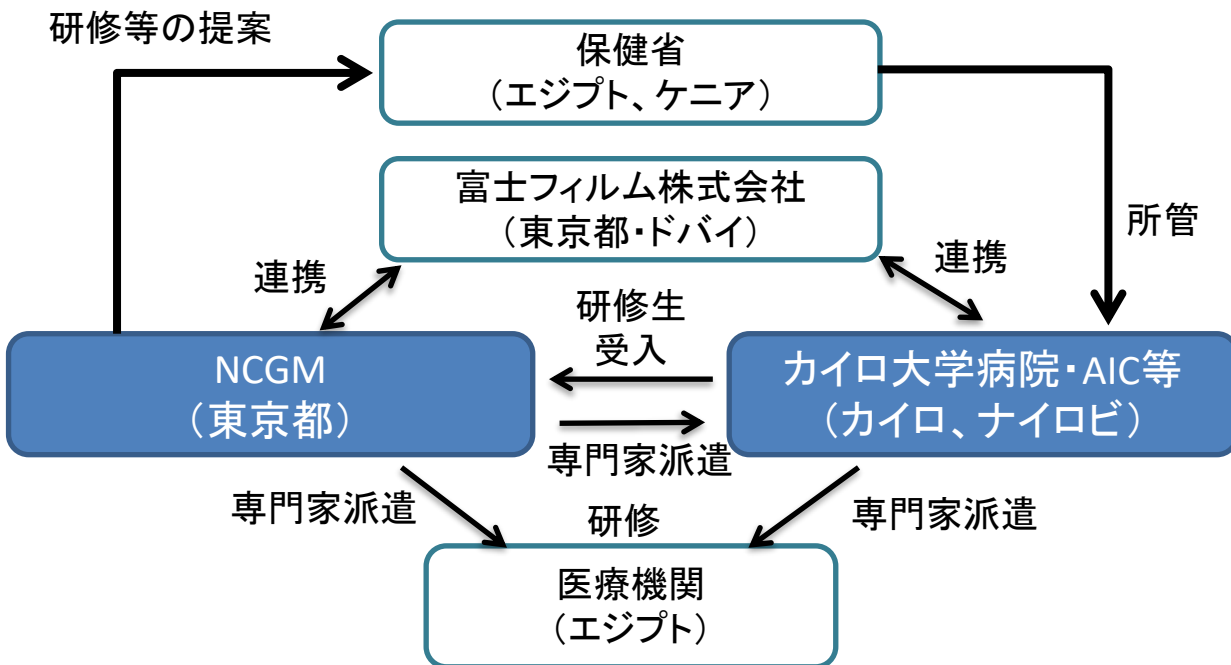 研修等の提案
保健省
（エジプト、ケニア）
富士フィルム株式会社
（東京都・ドバイ）
所管
連携
連携
研修生
受入
NCGM
（東京都）
カイロ大学病院・AIC等
（カイロ、ナイロビ）
専門家派遣
専門家派遣
研修
専門家派遣
医療機関
（エジプト）